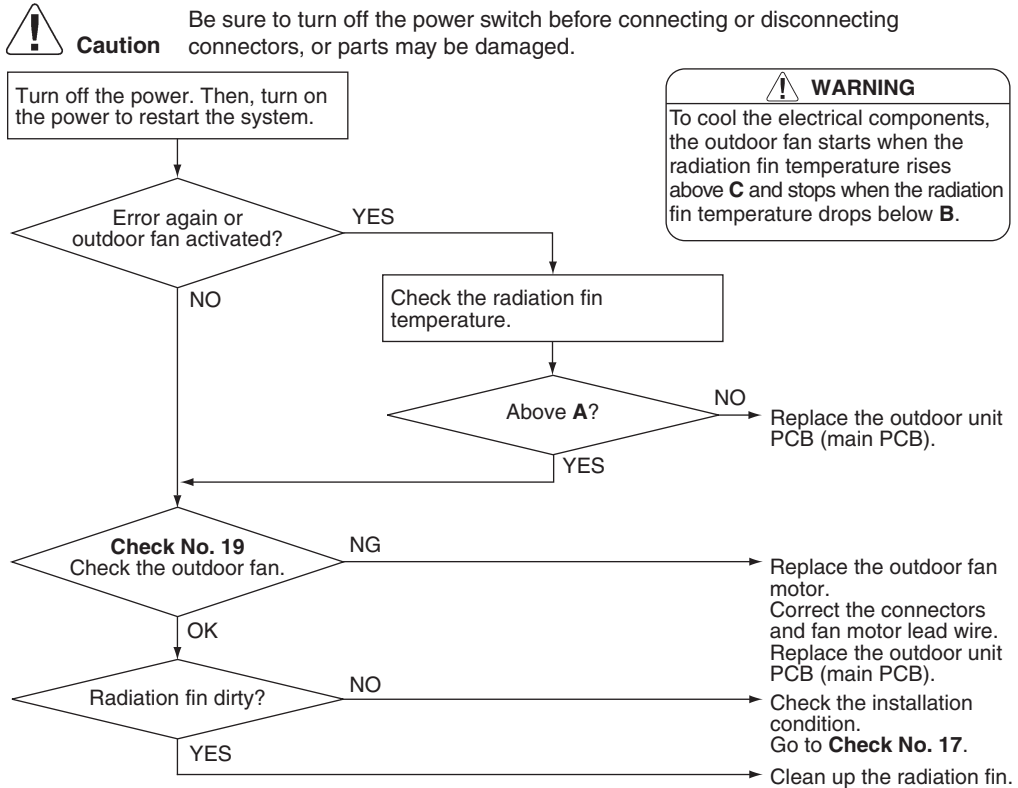 Be sure to turn off the power switch before connecting or disconnecting
Caution connectors, or parts may be damaged.
Turn off the power. Then, turn on
the power to restart the system.
WARNING
To cool the electrical components,
the outdoor fan starts when the
radiation fin temperature rises
above C and stops when the radiation
fin temperature drops below B.
Error again or
outdoor fan activated?
YES
NO
Check the radiation fin
temperature.
Above A?
NO
Replace the outdoor unit
PCB (main PCB).
YES
Check No. 19
Check the outdoor fan.
NG
Replace the outdoor fan
motor.
Correct the connectors
and fan motor lead wire.
Replace the outdoor unit
PCB (main PCB).
OK
Radiation fin dirty?
NO
Check the installation
condition.
Go to Check No. 17.
YES
Clean up the radiation fin.